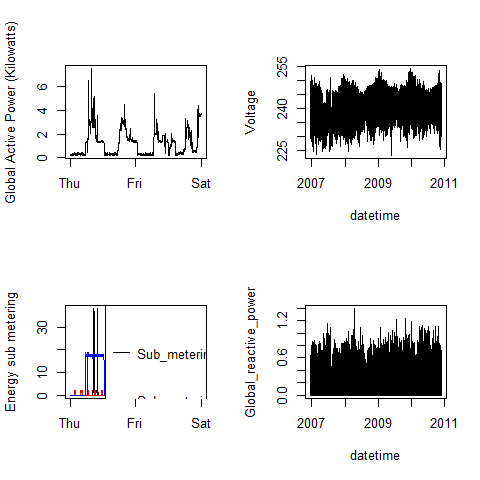 Global Active Power (Kilowatts)
0 2 4 6
Thu Fri Sat
Voltage
225 240 255
2007 2009 2011
datetime
Energy sub metering
0 10 30
Sub_meterin
Thu Fri Sat
Global_reactive_power
0.0 0.6 1.2
2007 2009 2011
datetime